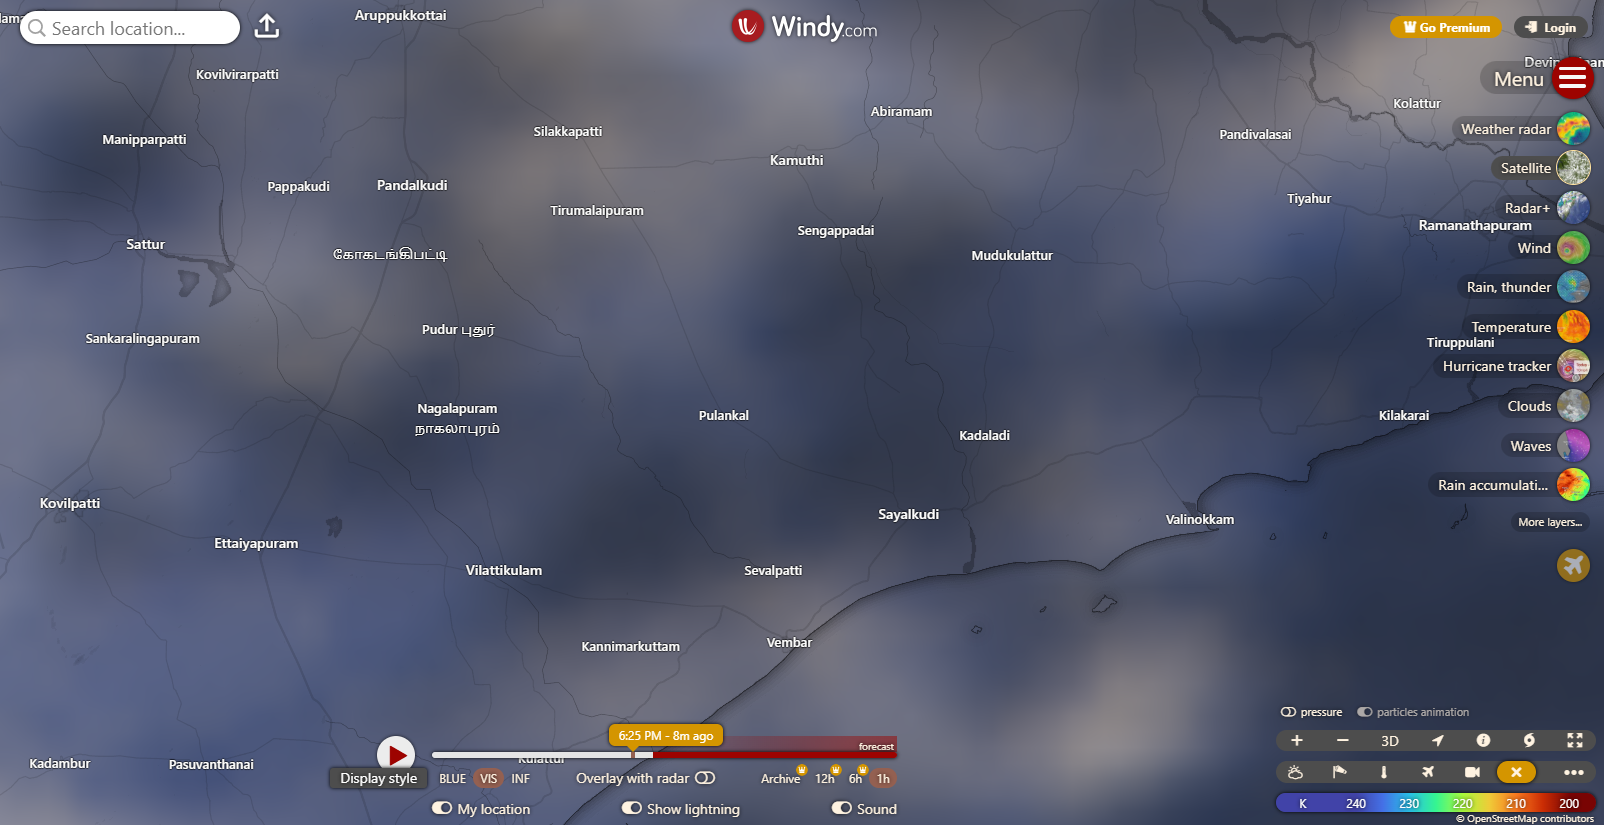 Search location...
Windy.com
Go Premium
Login
Menu
Weather radar
Satellite
Radar+
Wind
Rain, thunder
Temperature
Hurricane tracker
Clouds
Waves
Rain accumulati...
More layers...
Aruppukkottai
Kovilvirarpatti
Kolattur
Abiramam
Silakkapatti
Pandivalasai
Manipparpatti
Kamuthi
Pappakudi
Pandalkudi
Tiyahur
Tirumalaipuram
Ramanathapuram
Sengappadai
Sattur
கோகடங்கிபட்டி
Mudukulattur
Pudur புதுர்
Sankaralingapuram
Tiruppulani
Nagalapuram
நாகலாபுரம்
Pulankal
Kilakarai
Kadaladi
Kovilpatti
Sayalkudi
Valinokkam
Ettaiyapuram
Vilattikulam
Sevalpatti
Kannimarkuttam
Vembar
Kadambur
Pasuvanthanai
6:25 PM - 8m ago
forecast
Display style
BLUE VIS INF
Overlay with radar
Archive 12h 6h 1h
My location
Show lightning
Sound
pressure
particles animation
3D
K 240 230 220 210 200
© OpenStreetMap contributors